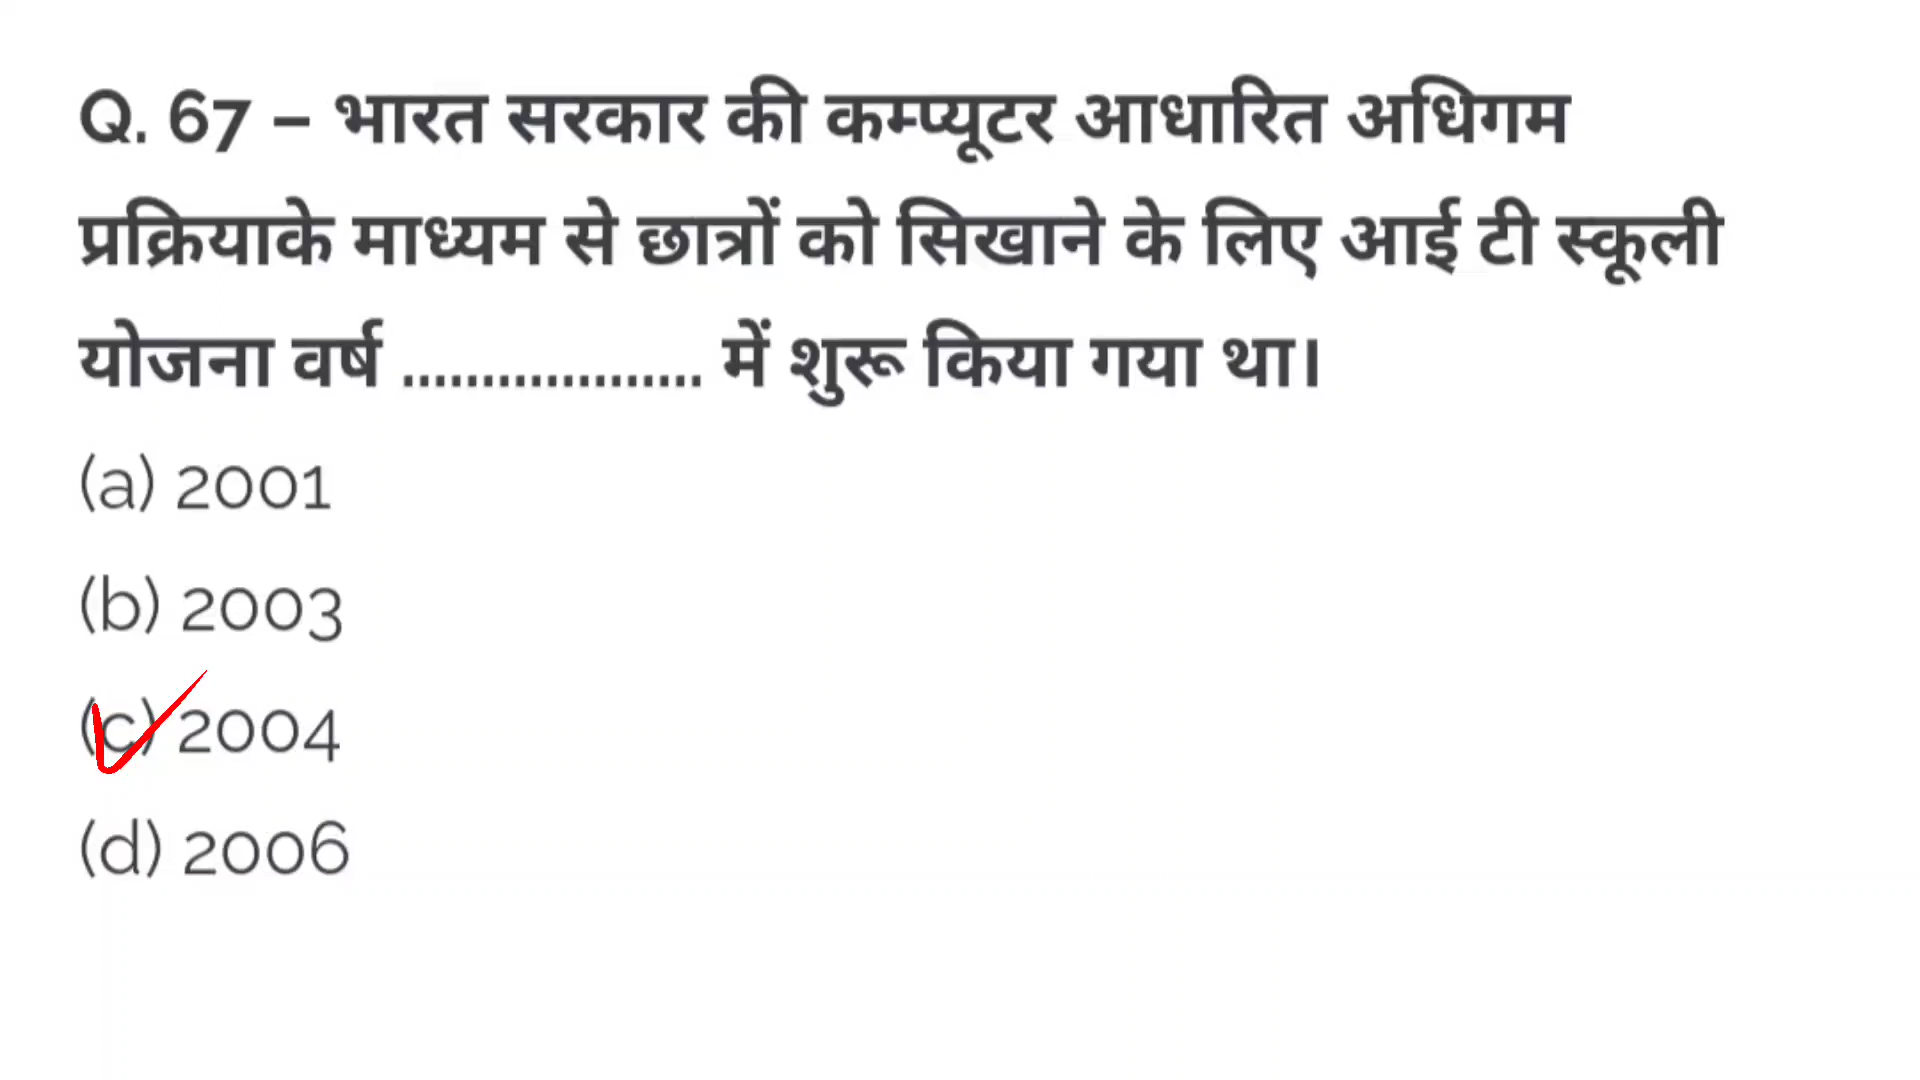 Q. 67 – भारत सरकार की कम्प्यूटर आधारित अधिगम
प्रक्रियाके माध्यम से छात्रों को सिखाने के लिए आई टी स्कूली
योजना वर्ष ................... में शुरू किया गया था।
(a) 2001
(b) 2003
(c) 2004
(d) 2006